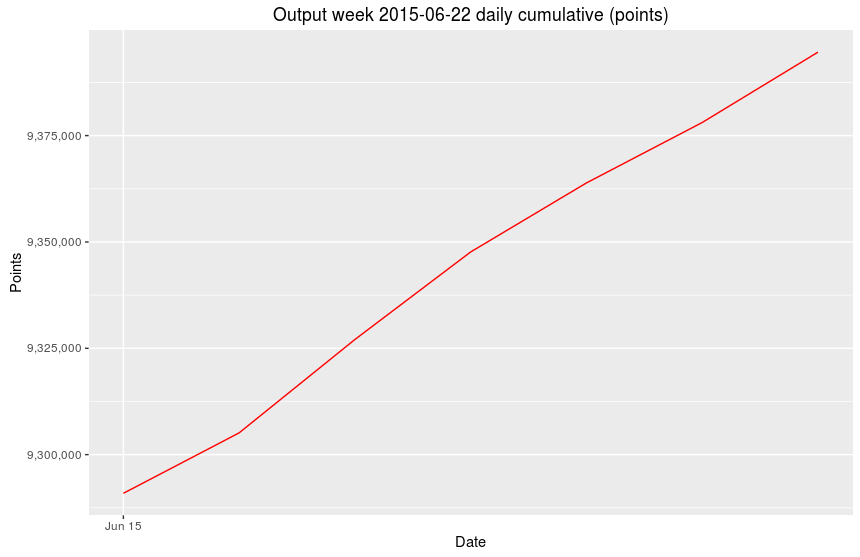 Output week 2015-06-22 daily cumulative (points)
Points
9,375,000
9,350,000
9,325,000
9,300,000
Jun 15
Date